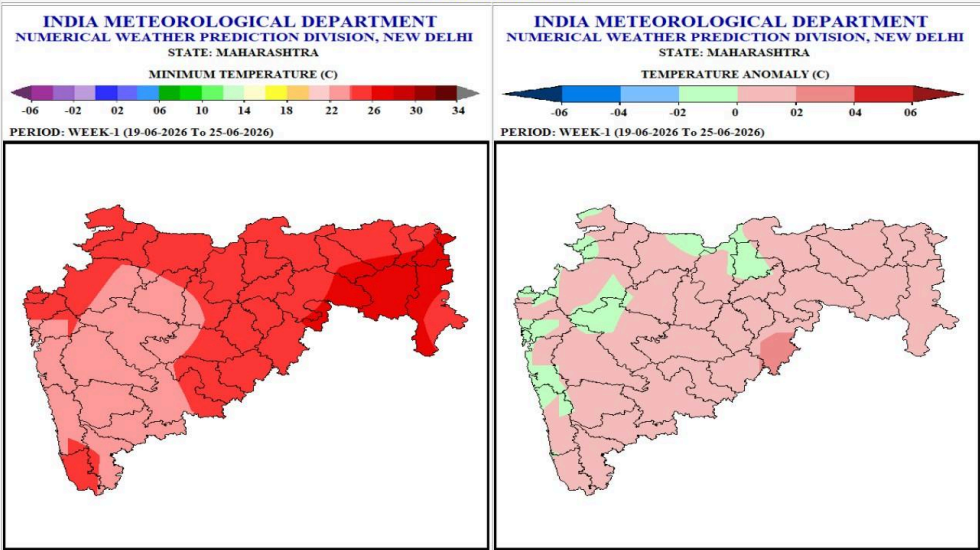 INDIA METEOROLOGICAL DEPARTMENT
NUMERICAL WEATHER PREDICTION DIVISION, NEW DELHI
STATE: MAHARASHTRA
MINIMUM TEMPERATURE (C)
-06 -02 02 06 10 14 18 22 26 30 34
PERIOD: WEEK-1 (19-06-2026 To 25-06-2026)
INDIA METEOROLOGICAL DEPARTMENT
NUMERICAL WEATHER PREDICTION DIVISION, NEW DELHI
STATE: MAHARASHTRA
TEMPERATURE ANOMALY (C)
-06 -04 -02 0 02 04 06
PERIOD: WEEK-1 (19-06-2026 To 25-06-2026)